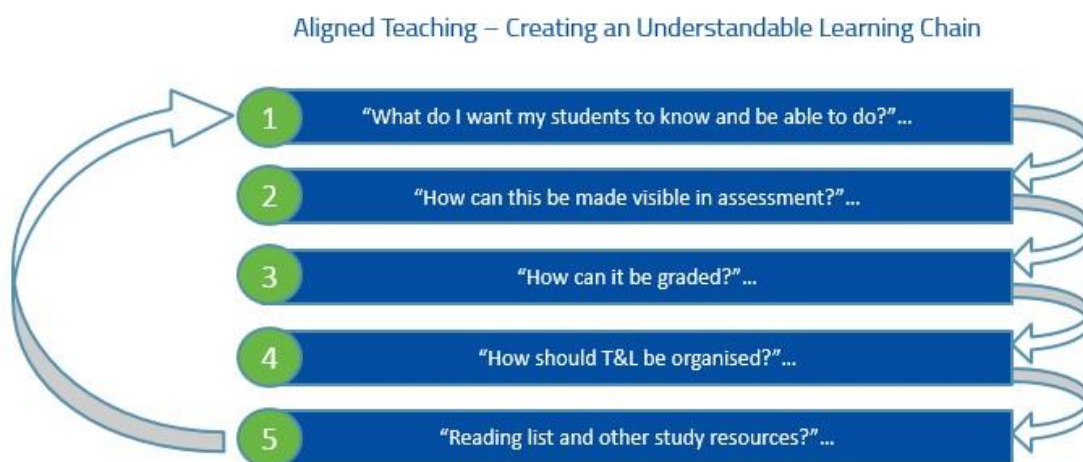 Aligned Teaching – Creating an Understandable Learning Chain
1 “What do I want my students to know and be able to do?”...
2 “How can this be made visible in assessment?”...
3 “How can it be graded?”...
4 “How should T&L be organised?”...
5 “Reading list and other study resources?”...